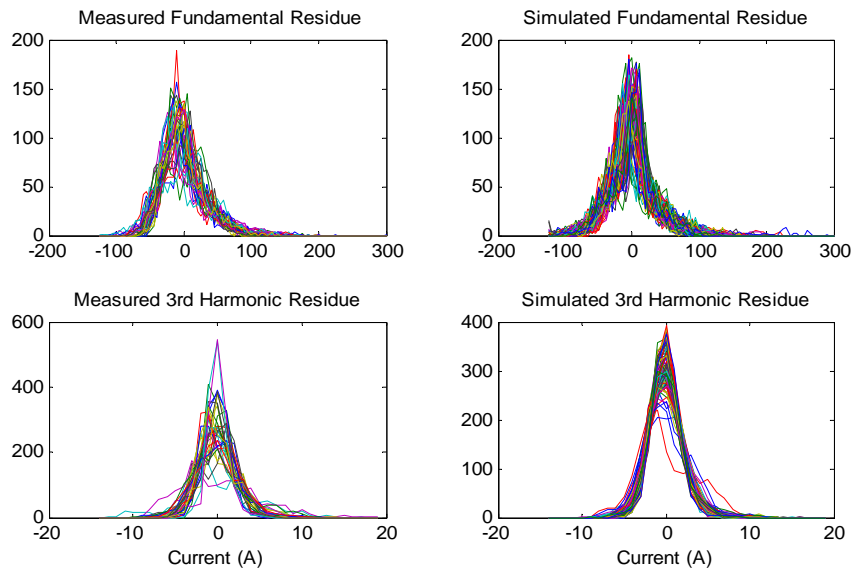 Measured Fundamental Residue
200
150
100
50
0
-200 -100 0 100 200 300
Simulated Fundamental Residue
200
150
100
50
0
-200 -100 0 100 200 300
Measured 3rd Harmonic Residue
600
400
200
0
-20 -10 0 10 20
Current (A)
Simulated 3rd Harmonic Residue
400
300
200
100
0
-20 -10 0 10 20
Current (A)